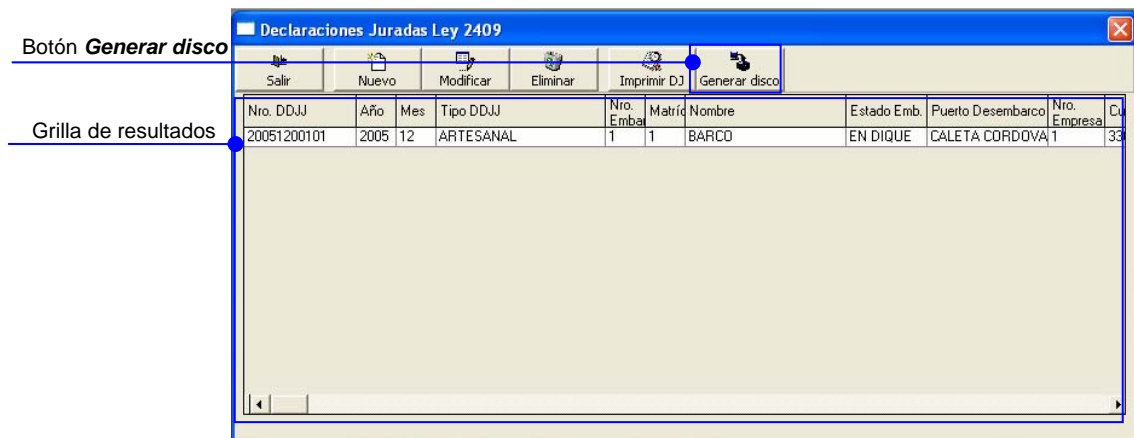 Declaraciones Juradas Ley 2409
Botón Generar disco
Salir Nuevo Modificar Eliminar Imprimir DJ Generar disco
Nro. DDJJ Año Mes Tipo DDJJ Nro. Embar Matríc Nombre Estado Emb. Puerto Desembarco Nro. Empresa Cu
Grilla de resultados
20051200101 2005 12 ARTESANAL 1 1 BARCO EN DIQUE CALETA CORDOVA 1 33